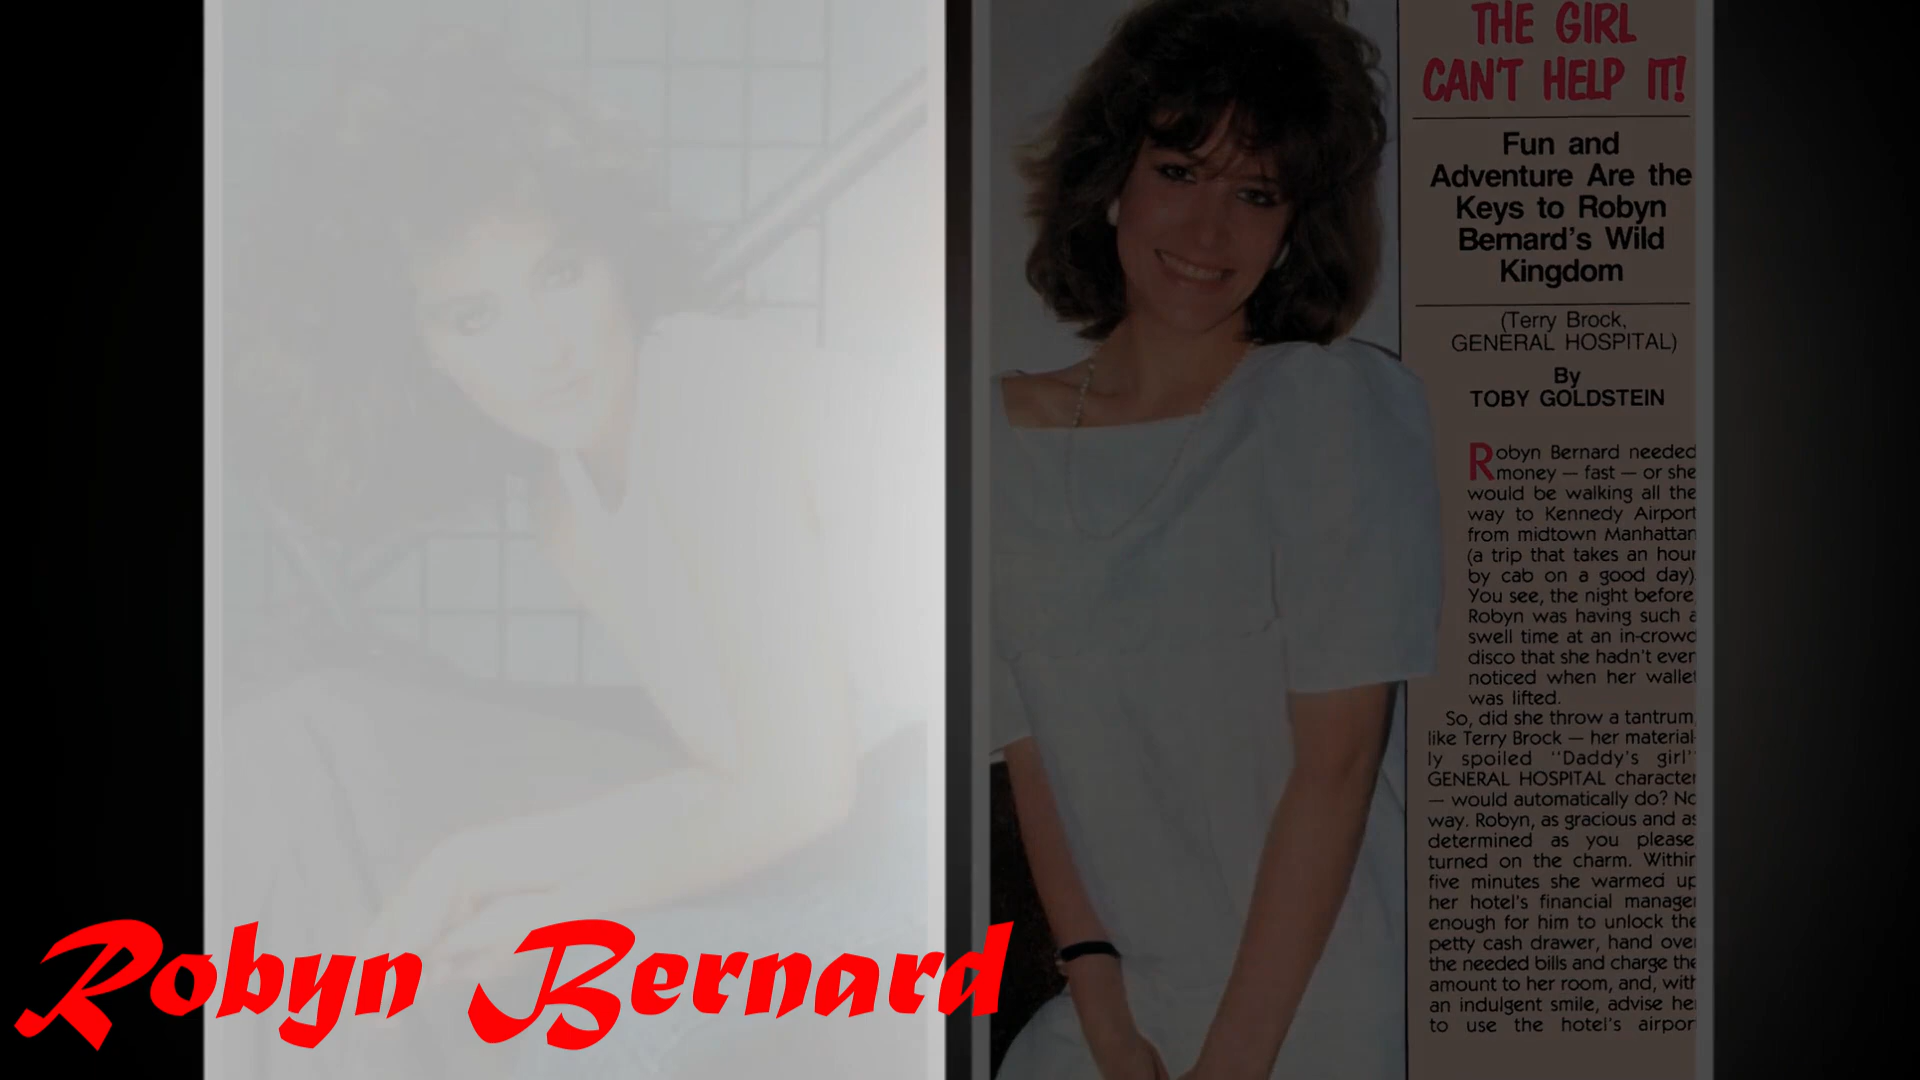 THE GIRL
CAN'T HELP IT!
Fun and
Adventure Are the
Keys to Robyn
Bernard's Wild
Kingdom
(Terry Brock,
GENERAL HOSPITAL)
By
TOBY GOLDSTEIN
Robyn Bernard needed
money — fast — or she
would be walking all the
way to Kennedy Airport
from midtown Manhattan
(a trip that takes an hour
by cab on a good day)
You see, the night before
Robyn was having such a
swell time at an in-crowd
disco that she hadn't even
noticed when her wallet
was lifted.
So, did she throw a tantrum
like Terry Brock — her material-
ly spoiled "Daddy's girl"
GENERAL HOSPITAL character
— would automatically do? No
way. Robyn, as gracious and as
determined as you please
turned on the charm. Within
five minutes she warmed up
her hotel's financial manager
enough for him to unlock the
petty cash drawer, hand over
the needed bills and charge the
amount to her room, and, with
an indulgent smile, advise her
to use the hotel's airport
Robyn Bernard